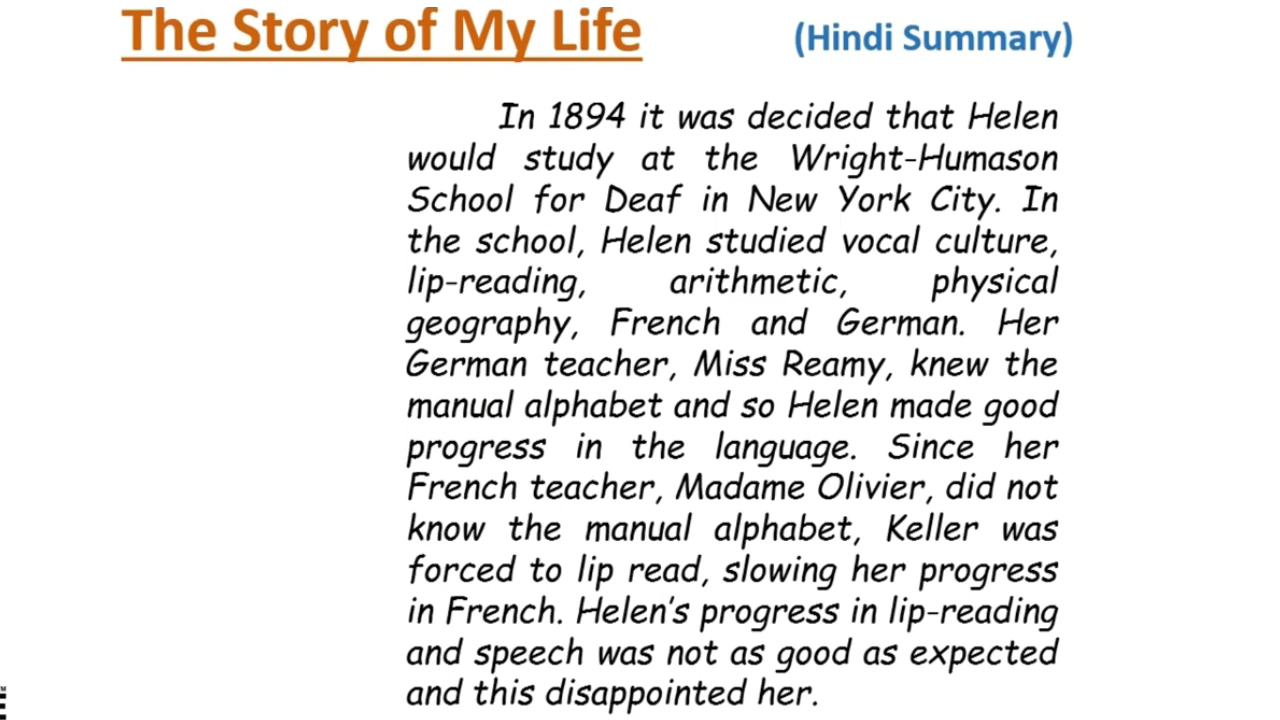 The Story of My Life (Hindi Summary)
In 1894 it was decided that Helen
would study at the Wright-Humason
School for Deaf in New York City. In
the school, Helen studied vocal culture,
lip-reading, arithmetic, physical
geography, French and German. Her
German teacher, Miss Reamy, knew the
manual alphabet and so Helen made good
progress in the language. Since her
French teacher, Madame Olivier, did not
know the manual alphabet, Keller was
forced to lip read, slowing her progress
in French. Helen's progress in lip-reading
and speech was not as good as expected
and this disappointed her.